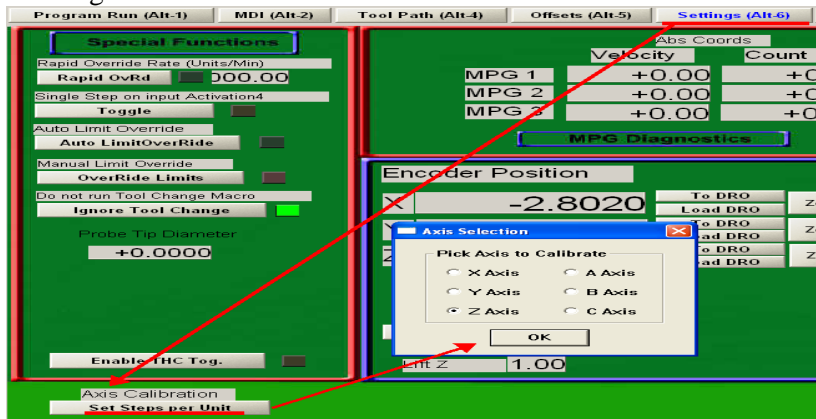 Program Run (Alt-1) MDI (Alt-2) Tool Path (Alt-4) Offsets (Alt-5) Settings (Alt-6)
Special Functions
Rapid Override Rate (Units/Min)
Rapid OvRd 000.00
Single Step on input Activation4
Toggle
Auto Limit Override
Auto LimitOverRide
Manual Limit Override
OverRide Limits
Do not run Tool Change Macro
Ignore Tool Change
Probe Tip Diameter
+0.0000
Enable THC Tog.
Axis Calibration
Set Steps per Unit
Abs Coords
Velocity Count
MPG 1 +0.00
MPG 2 +0.00
MPG 3 +0.00
MPG Diagnostics
Encoder Position
X -2.8020 To DRO
Load DRO
To DRO
Load DRO
To DRO
Load DRO
Axis Selection
Pick Axis to Calibrate
X Axis A Axis
Y Axis B Axis
Z Axis C Axis
OK
Z 1.00